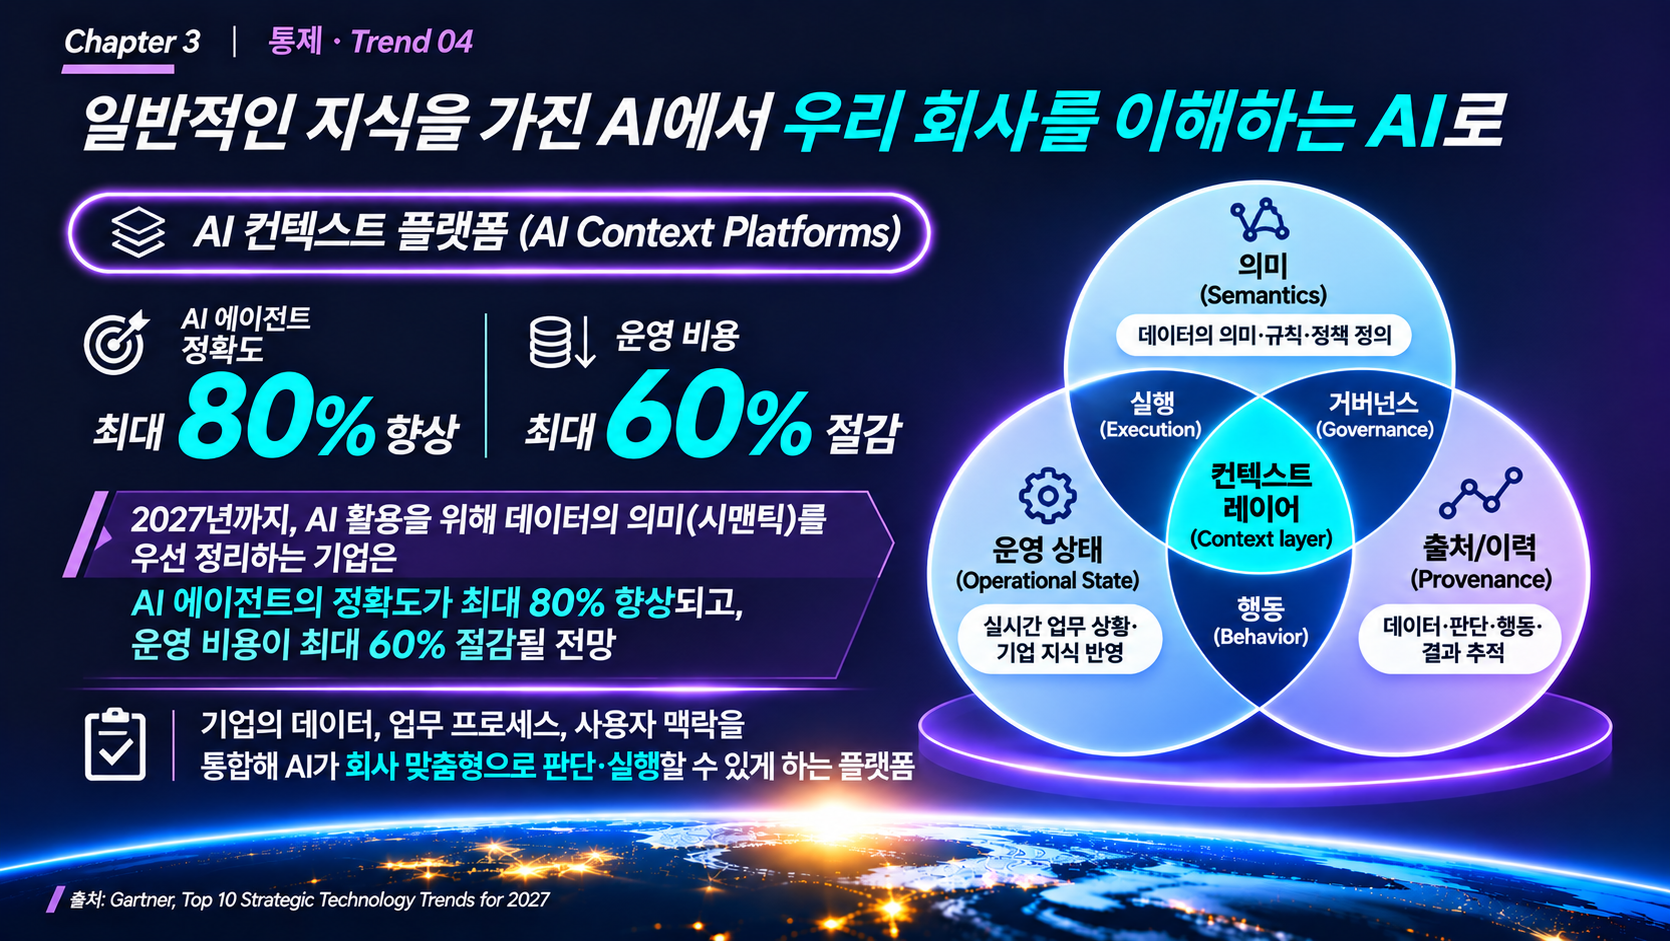 Chapter 3 | 통제 · Trend 04
일반적인 지식을 가진 AI에서 우리 회사를 이해하는 AI로
AI 컨텍스트 플랫폼 (AI Context Platforms)
AI 에이전트
정확도
최대 80% 향상
운영 비용
최대 60% 절감
2027년까지, AI 활용을 위해 데이터의 의미(시맨틱)를
우선 정리하는 기업은
AI 에이전트의 정확도가 최대 80% 향상되고,
운영 비용이 최대 60% 절감될 전망
기업의 데이터, 업무 프로세스, 사용자 맥락을
통합해 AI가 회사 맞춤형으로 판단·실행할 수 있게 하는 플랫폼
의미
(Semantics)
데이터의 의미·규칙·정책 정의
실행
(Execution)
거버넌스
(Governance)
컨텍스트
레이어
(Context layer)
운영 상태
(Operational State)
실시간 업무 상황·
기업 지식 반영
출처/이력
(Provenance)
데이터·판단·행동·
결과 추적
행동
(Behavior)
출처: Gartner, Top 10 Strategic Technology Trends for 2027